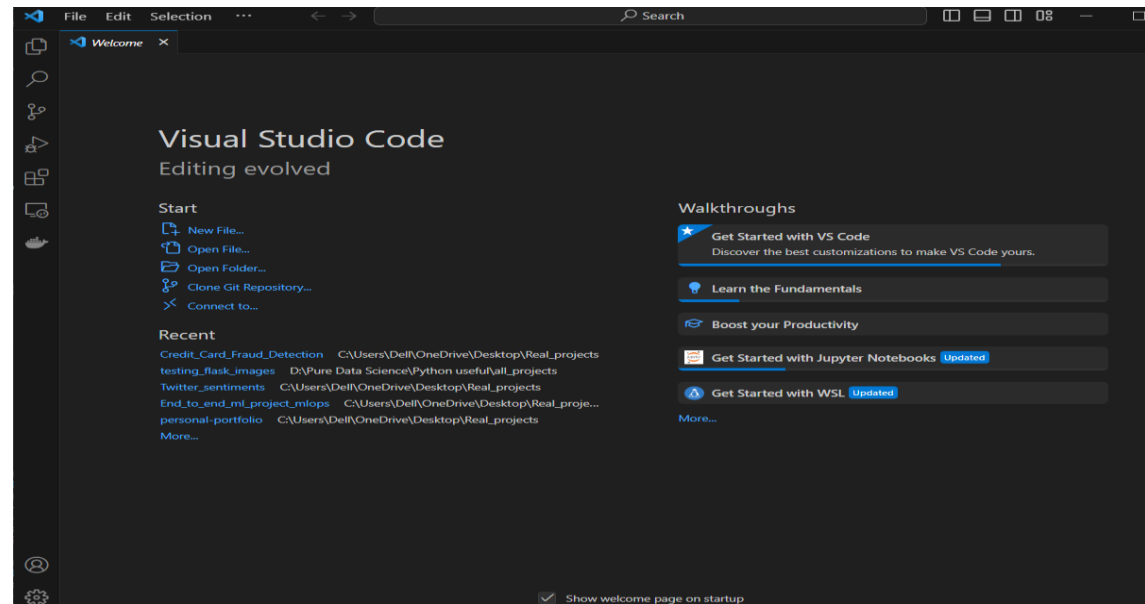 File Edit Selection ··· Search
Welcome
Visual Studio Code
Editing evolved
Start
New File...
Open File...
Open Folder...
Clone Git Repository...
Connect to...
Recent
Credit_Card_Fraud_Detection C:\Users\Dell\OneDrive\Desktop\Real_projects
testing_flask_images D:\Pure Data Science\Python useful\all_projects
Twitter_sentiments C:\Users\Dell\OneDrive\Desktop\Real_projects
End_to_end_ml_project_mlops C:\Users\Dell\OneDrive\Desktop\Real_proje...
personal-portfolio C:\Users\Dell\OneDrive\Desktop\Real_projects
More...
Walkthroughs
Get Started with VS Code
Discover the best customizations to make VS Code yours.
Learn the Fundamentals
Boost your Productivity
Get Started with Jupyter Notebooks Updated
Get Started with WSL Updated
More...
Show welcome page on startup